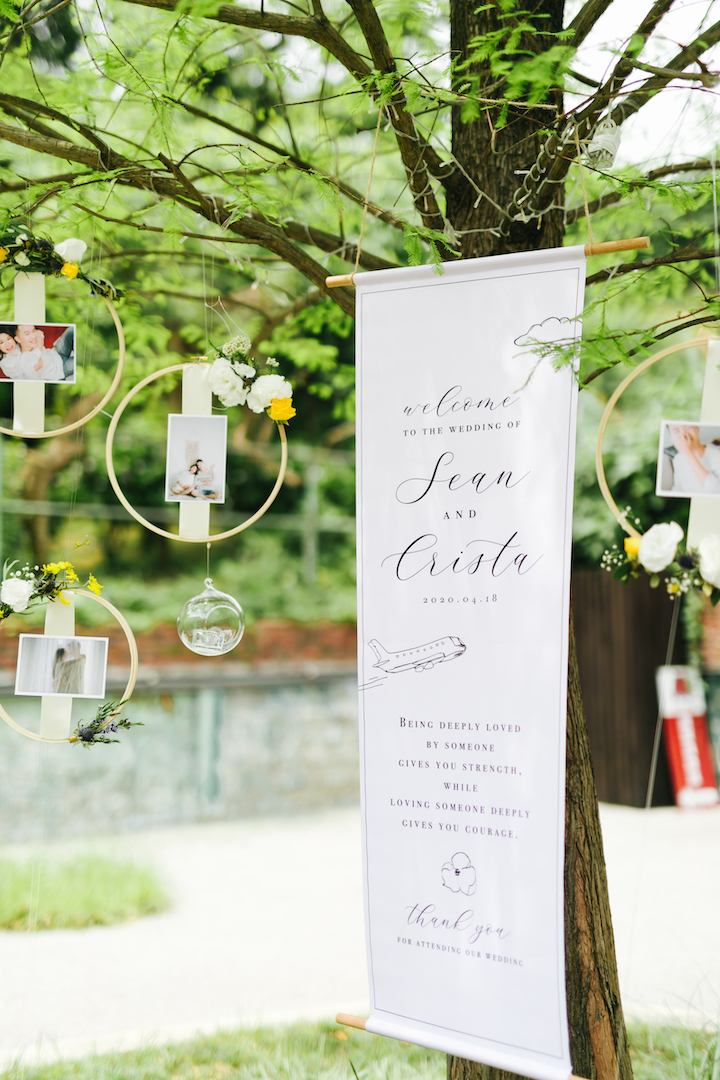 welcome
TO THE WEDDING OF
Sean
AND
Crista
2020.04.18
BEING DEEPLY LOVED
BY SOMEONE
GIVES YOU STRENGTH,
WHILE
LOVING SOMEONE DEEPLY
GIVES YOU COURAGE.
thank you
FOR ATTENDING OUR WEDDING